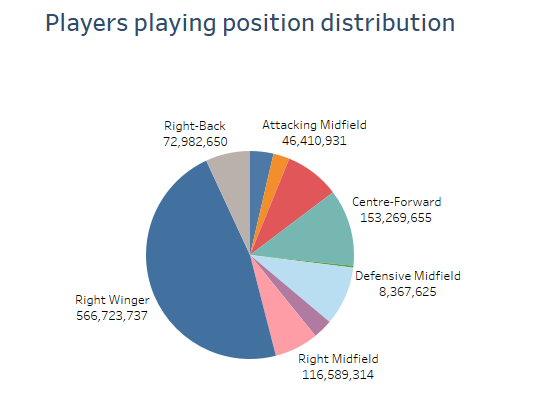 Players playing position distribution
Right-Back
72,982,650
Attacking Midfield
46,410,931
Centre-Forward
153,269,655
Defensive Midfield
8,367,625
Right Winger
566,723,737
Right Midfield
116,589,314